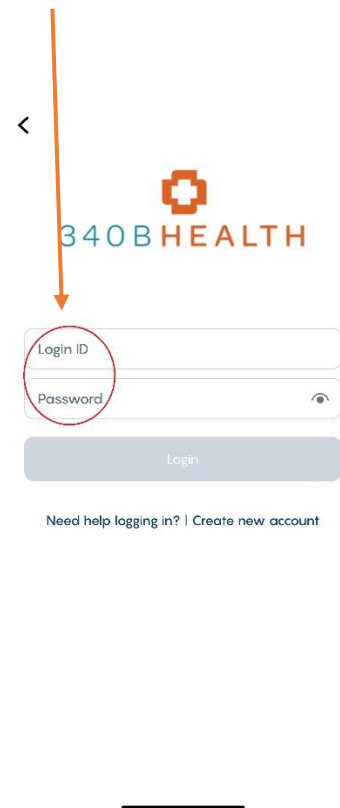 340BHEALTH
Login ID
Password
Login
Need help logging in? | Create new account